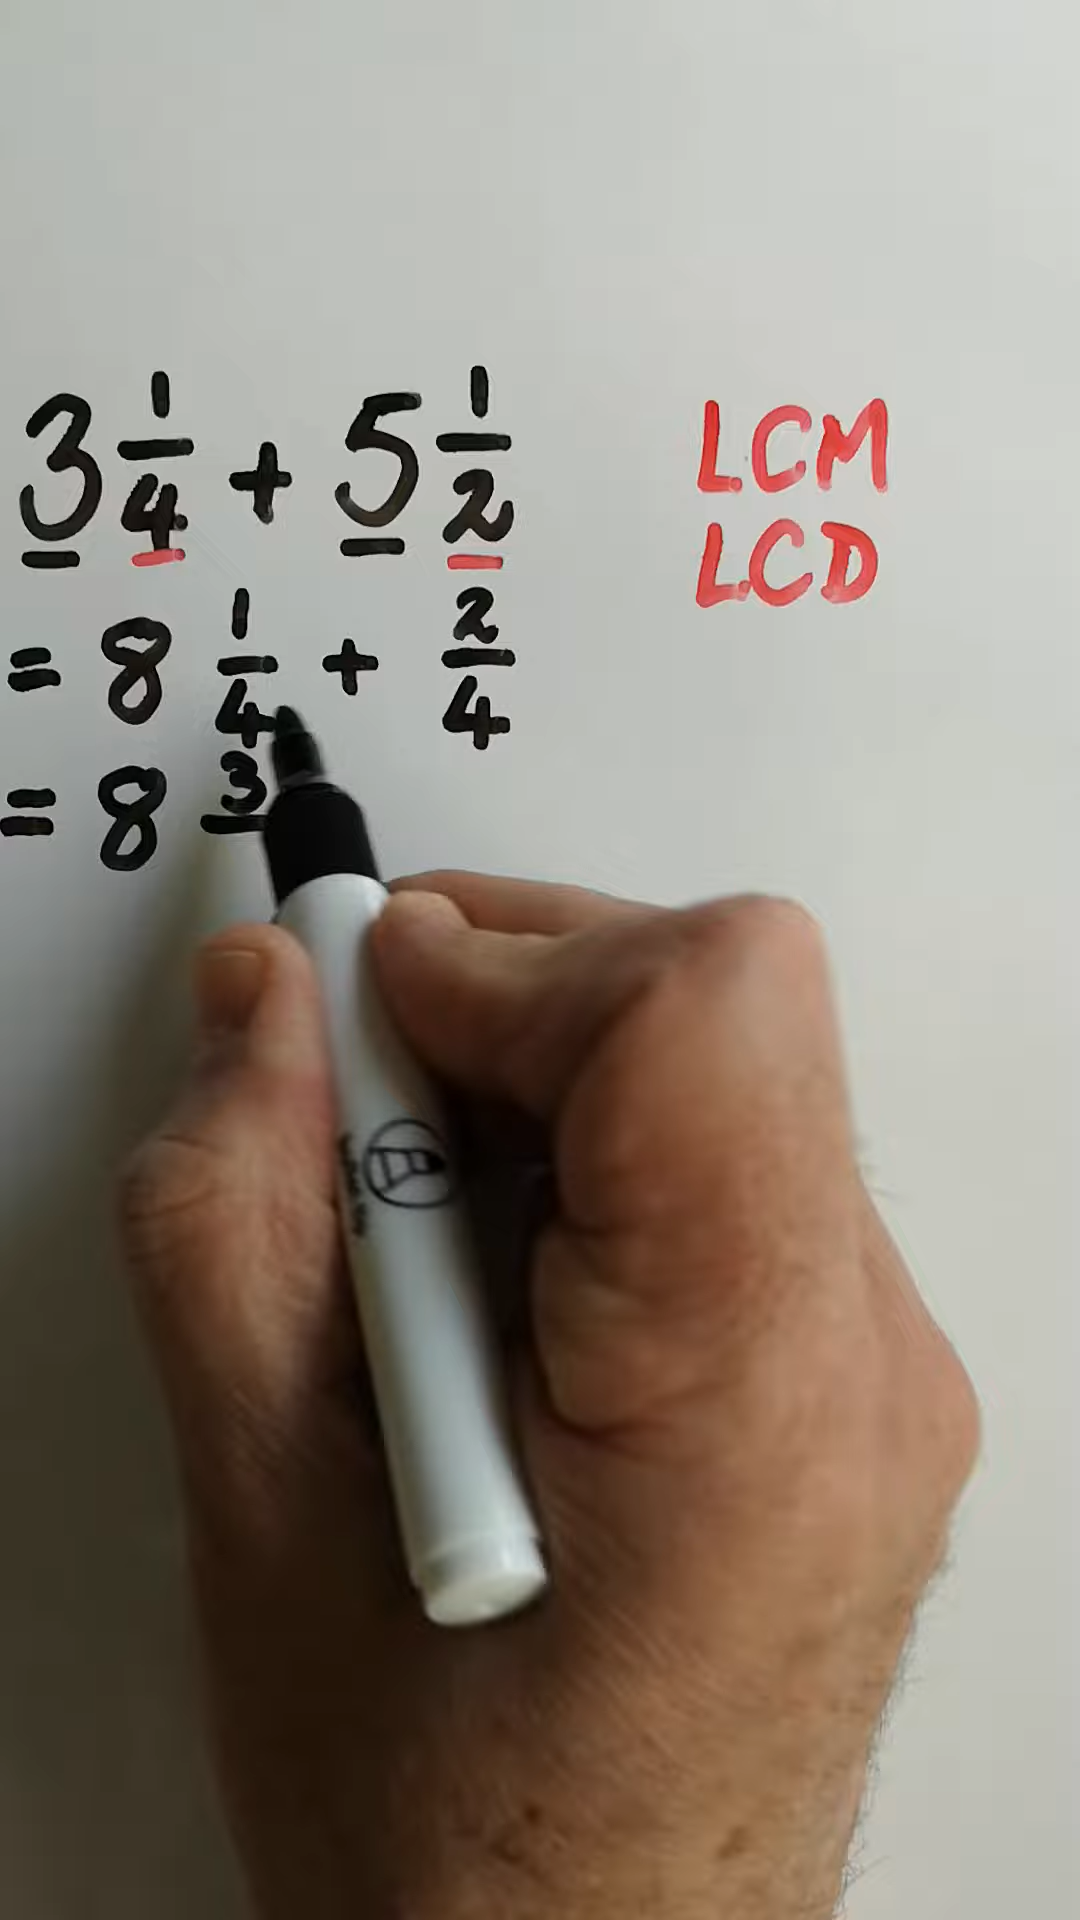 3 1/4 + 5 1/2
= 8 1/4 + 2/4
= 8 3/
LCM
LCD